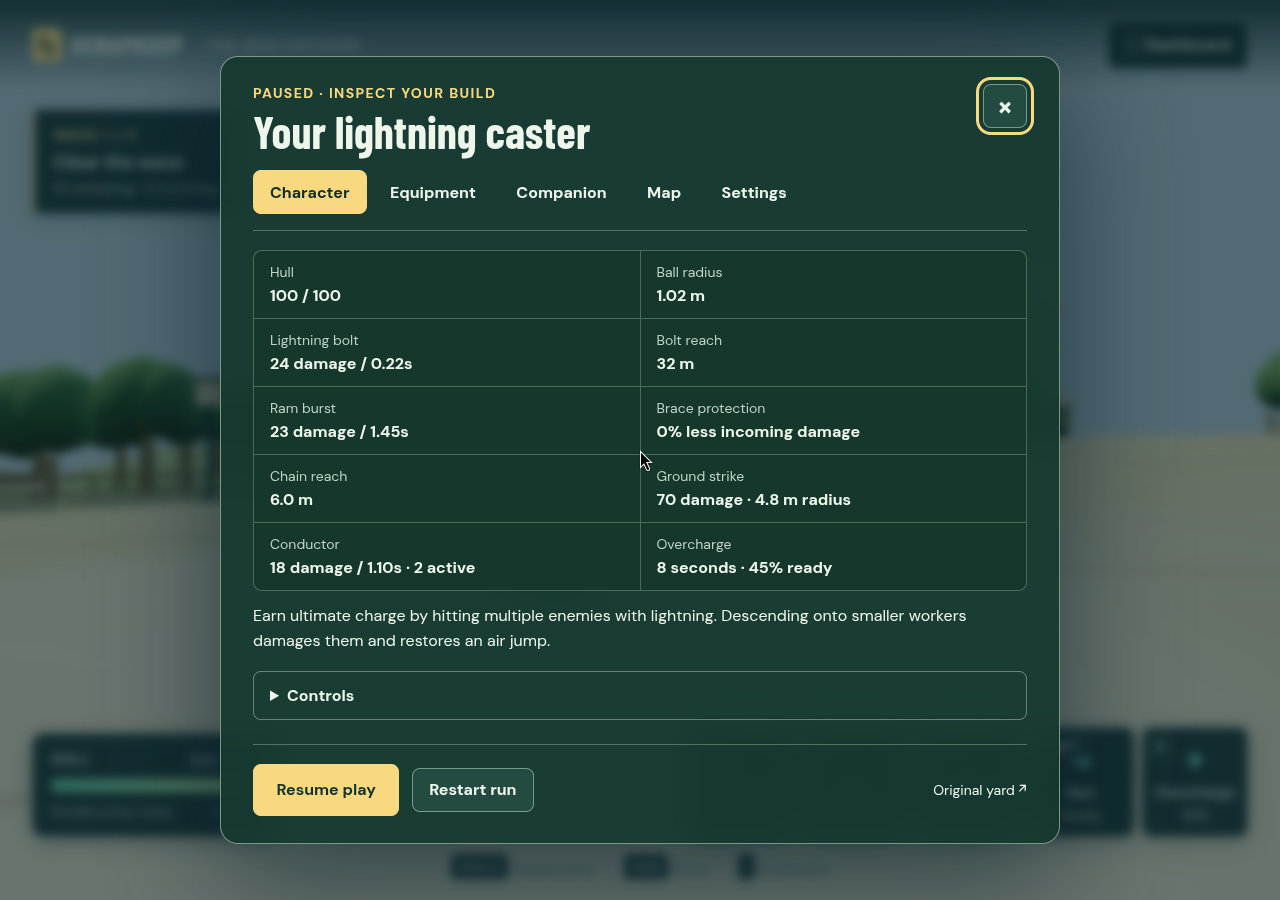 PAUSED · INSPECT YOUR BUILD
Your lightning caster
×
Character Equipment Companion Map Settings
Hull
100 / 100
Ball radius
1.02 m
Lightning bolt
24 damage / 0.22s
Bolt reach
32 m
Ram burst
23 damage / 1.45s
Brace protection
0% less incoming damage
Chain reach
6.0 m
Ground strike
70 damage · 4.8 m radius
Conductor
18 damage / 1.10s · 2 active
Overcharge
8 seconds · 45% ready
Earn ultimate charge by hitting multiple enemies with lightning. Descending onto smaller workers
damages them and restores an air jump.
▶ Controls
Resume play
Restart run
Original yard ↗